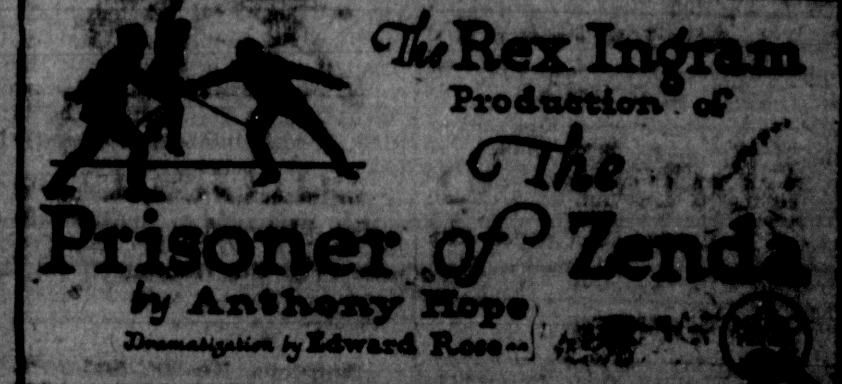 The Rex Ingram
Production of
The
Prisoner of Zenda
by Anthony Hope
Dramatization by Edward Rose